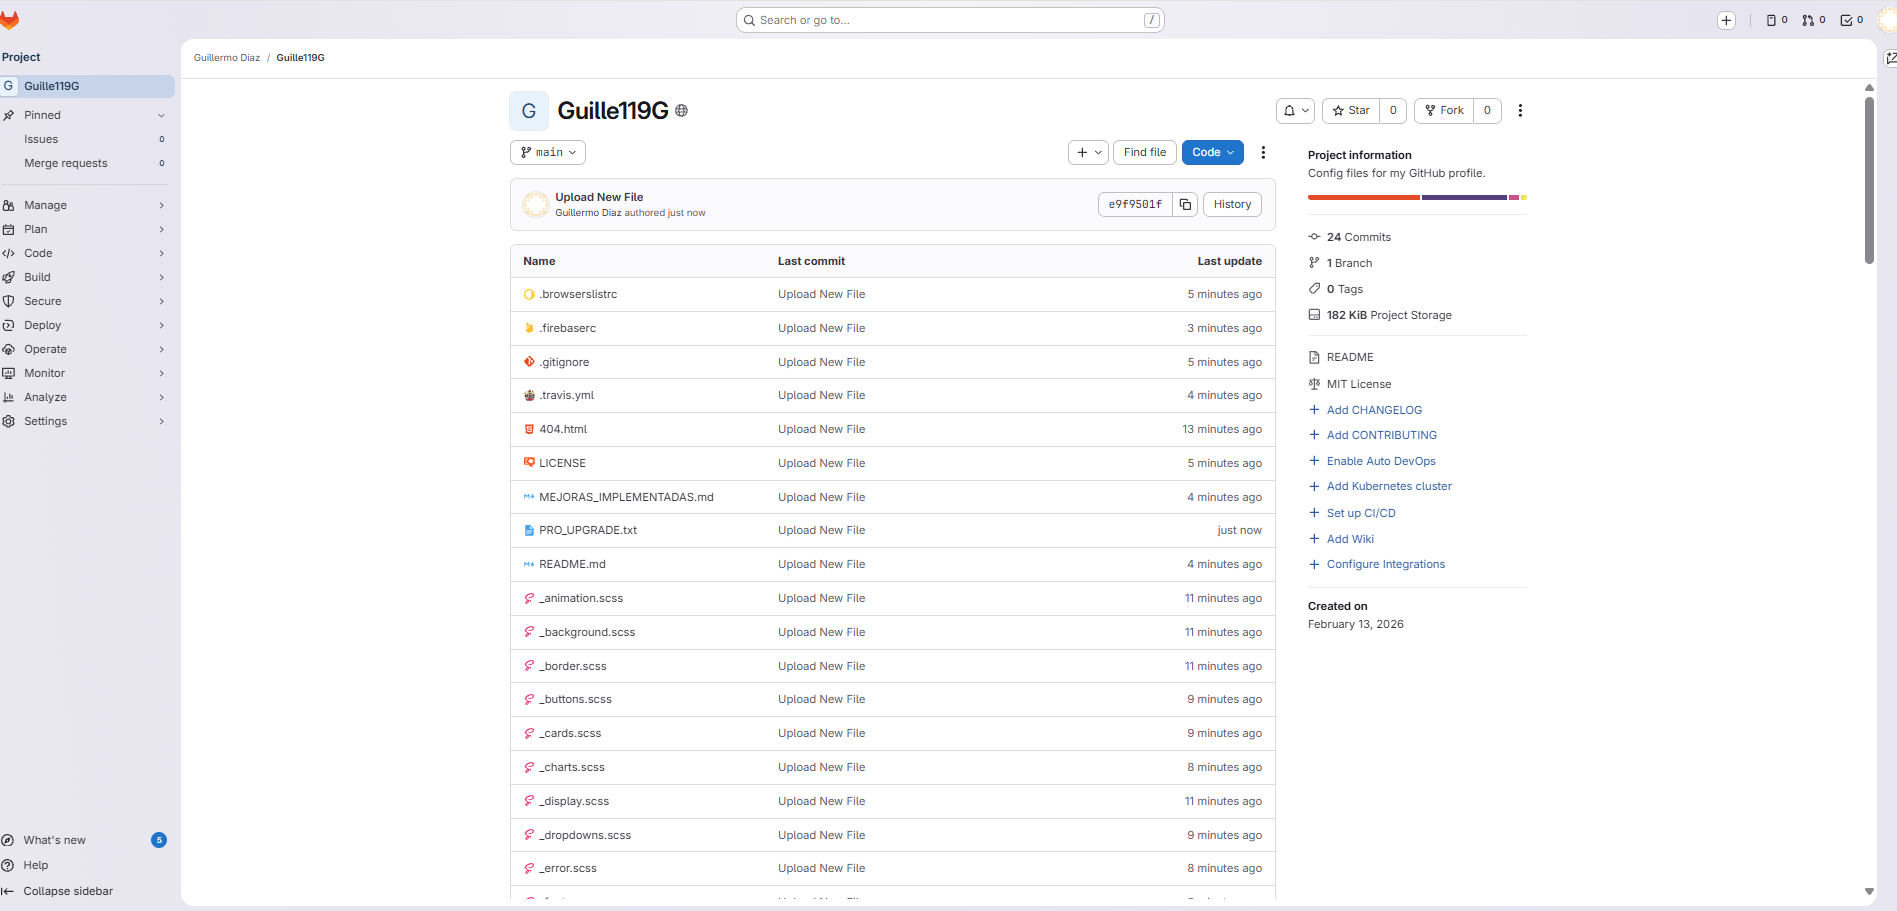 Search or go to...
/
0
0
0
Project
G Guille119G
Pinned
Issues 0
Merge requests 0
Manage
Plan
Code
Build
Secure
Deploy
Operate
Monitor
Analyze
Settings
What's new 5
Help
Collapse sidebar
Guillermo Diaz / Guille119G
G Guille119G
Star 0
Fork 0
main
Find file
Code
Upload New File
Guillermo Diaz authored just now
e9f9501f
History
Name Last commit Last update
.browserslistrc Upload New File 5 minutes ago
.firebaserc Upload New File 3 minutes ago
.gitignore Upload New File 5 minutes ago
.travis.yml Upload New File 4 minutes ago
404.html Upload New File 13 minutes ago
LICENSE Upload New File 5 minutes ago
MEJORAS_IMPLEMENTADAS.md Upload New File 4 minutes ago
PRO_UPGRADE.txt Upload New File just now
README.md Upload New File 4 minutes ago
_animation.scss Upload New File 11 minutes ago
_background.scss Upload New File 11 minutes ago
_border.scss Upload New File 11 minutes ago
_buttons.scss Upload New File 9 minutes ago
_cards.scss Upload New File 9 minutes ago
_charts.scss Upload New File 8 minutes ago
_display.scss Upload New File 11 minutes ago
_dropdowns.scss Upload New File 9 minutes ago
_error.scss Upload New File 8 minutes ago
Project information
Config files for my GitHub profile.
24 Commits
1 Branch
0 Tags
182 KiB Project Storage
README
MIT License
Add CHANGELOG
Add CONTRIBUTING
Enable Auto DevOps
Add Kubernetes cluster
Set up CI/CD
Add Wiki
Configure Integrations
Created on
February 13, 2026